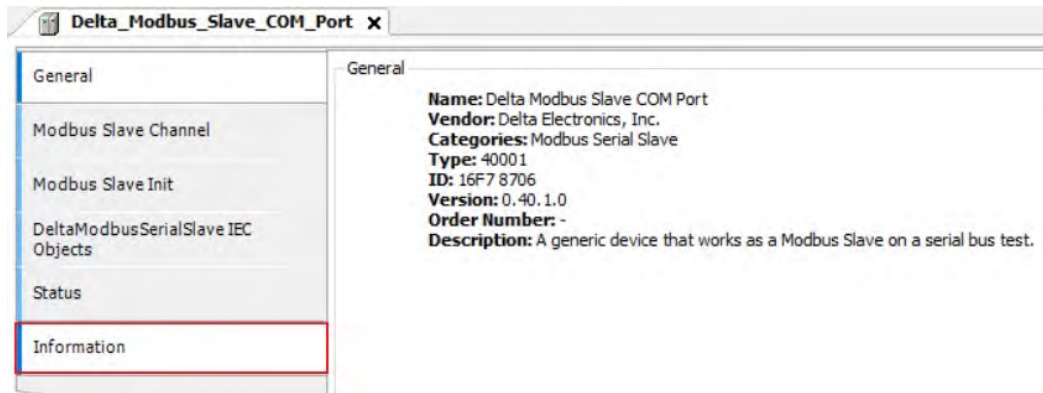 Delta_Modbus_Slave_COM_Port X
General
Modbus Slave Channel
Modbus Slave Init
DeltaModbusSerialSlave IEC
Objects
Status
Information
General
Name: Delta Modbus Slave COM Port
Vendor: Delta Electronics, Inc.
Categories: Modbus Serial Slave
Type: 40001
ID: 16F7 8706
Version: 0.40.1.0
Order Number: -
Description: A generic device that works as a Modbus Slave on a serial bus test.